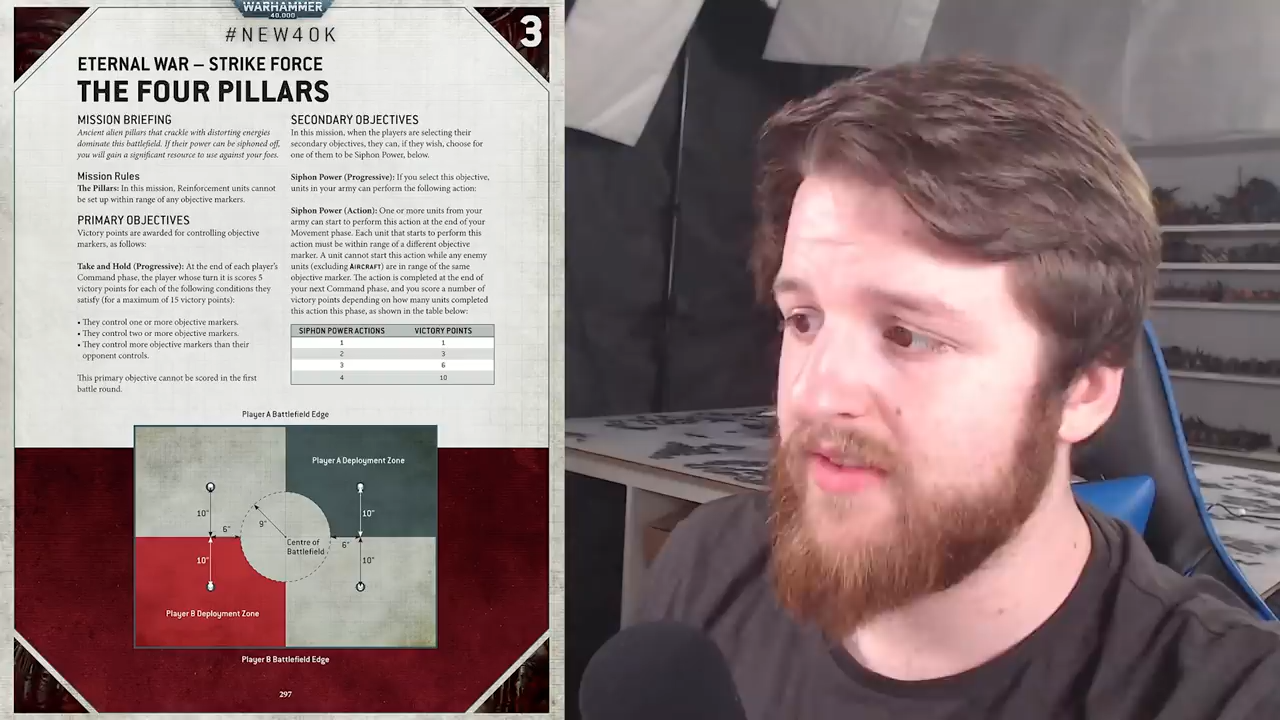 WARHAMMER
40,000
#NEW40K
3
ETERNAL WAR – STRIKE FORCE
THE FOUR PILLARS
MISSION BRIEFING
Ancient alien pillars that crackle with distorting energies
dominate this battlefield. If their power can be siphoned off,
you will gain a significant resource to use against your foes.
Mission Rules
The Pillars: In this mission, Reinforcement units cannot
be set up within range of any objective markers.
PRIMARY OBJECTIVES
Victory points are awarded for controlling objective
markers, as follows:
Take and Hold (Progressive): At the end of each player's
Command phase, the player whose turn it is scores 5
victory points for each of the following conditions they
satisfy (for a maximum of 15 victory points):
• They control one or more objective markers.
• They control two or more objective markers.
• They control more objective markers than their
opponent controls.
This primary objective cannot be scored in the first
battle round.
SECONDARY OBJECTIVES
In this mission, when the players are selecting their
secondary objectives, they can, if they wish, choose for
one of them to be Siphon Power, below.
Siphon Power (Progressive): If you select this objective,
units in your army can perform the following action:
Siphon Power (Action): One or more units from your
army can start to perform this action at the end of your
Movement phase. Each unit that starts to perform this
action must be within range of a different objective
marker. A unit cannot start this action while any enemy
units (excluding AIRCRAFT) are in range of the same
objective marker. The action is completed at the end of
your next Command phase, and you score a number of
victory points depending on how many units completed
this action this phase, as shown in the table below:
SIPHON POWER ACTIONS VICTORY POINTS
1 1
2 3
3 6
4 10
Player A Battlefield Edge
Player A Deployment Zone
10" 10"
9"
6" 6"
Centre of
Battlefield
10" 10"
Player B Deployment Zone
Player B Battlefield Edge
297